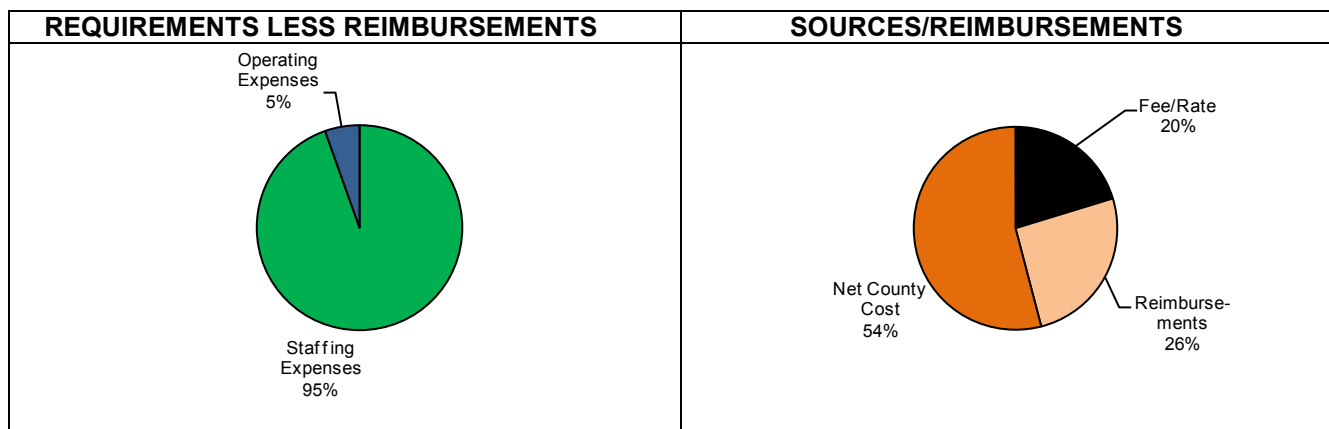 REQUIREMENTS LESS REIMBURSEMENTS
Operating
Expenses
5%
Staffing
Expenses
95%
SOURCES/REIMBURSEMENTS
Fee/Rate
20%
Reimburse-
ments
26%
Net County
Cost
54%